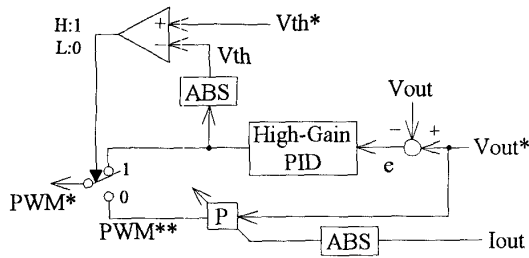 H:1
L:0
+
−
Vth*
Vth
ABS
Vout
High-Gain
PID
−
+
e
Vout*
1
0
PWM*
PWM**
P
ABS
Iout